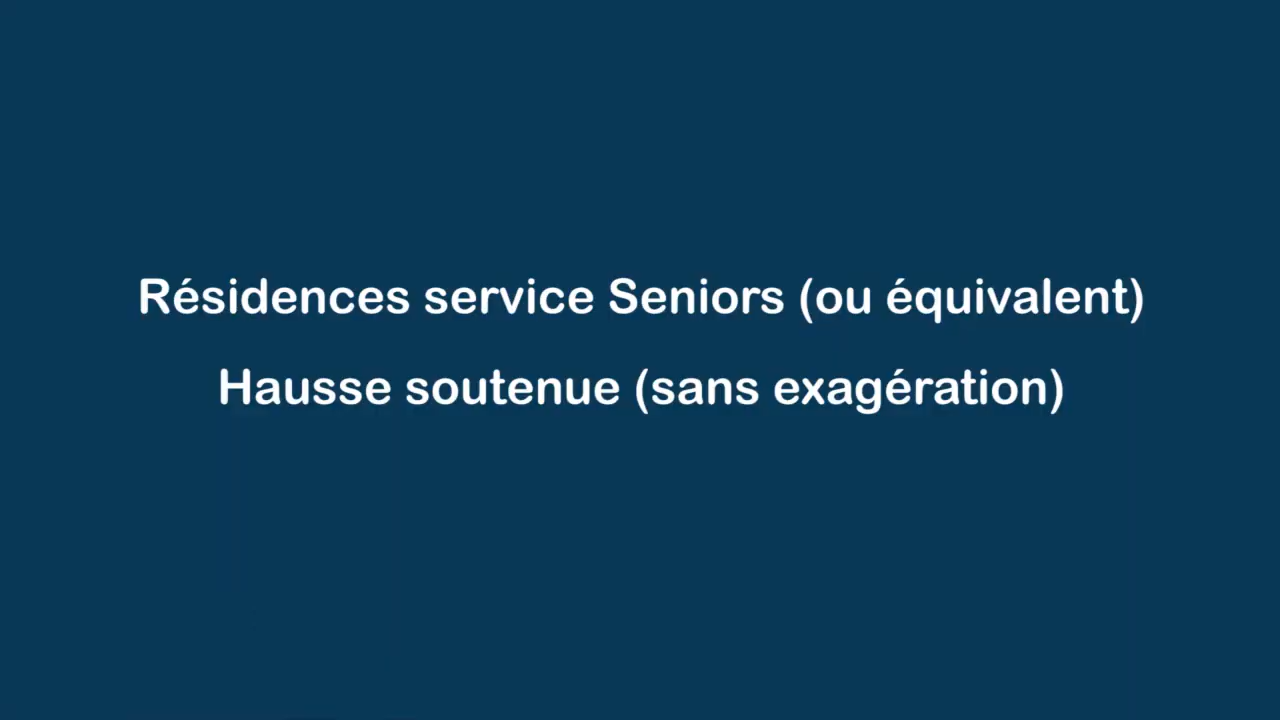 Résidences service Seniors (ou équivalent)
Hausse soutenue (sans exagération)